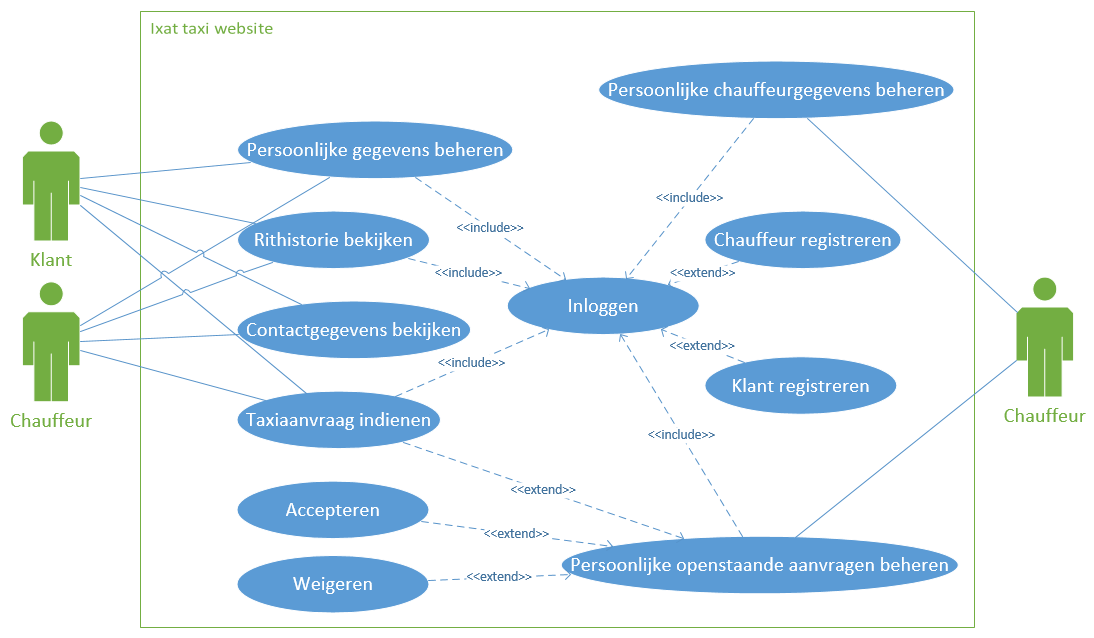 Ixat taxi website
Persoonlijke chauffeurgegevens beheren
Persoonlijke gegevens beheren
<<include>>
<<include>>
Klant
Rithistorie bekijken
Chauffeur registreren
<<include>>
<<extend>>
Inloggen
Contactgegevens bekijken
<<extend>>
<<include>>
Klant registreren
Chauffeur
Chauffeur
Taxiaanvraag indienen
<<include>>
<<extend>>
Accepteren
<<extend>>
Persoonlijke openstaande aanvragen beheren
<<extend>>
Weigeren